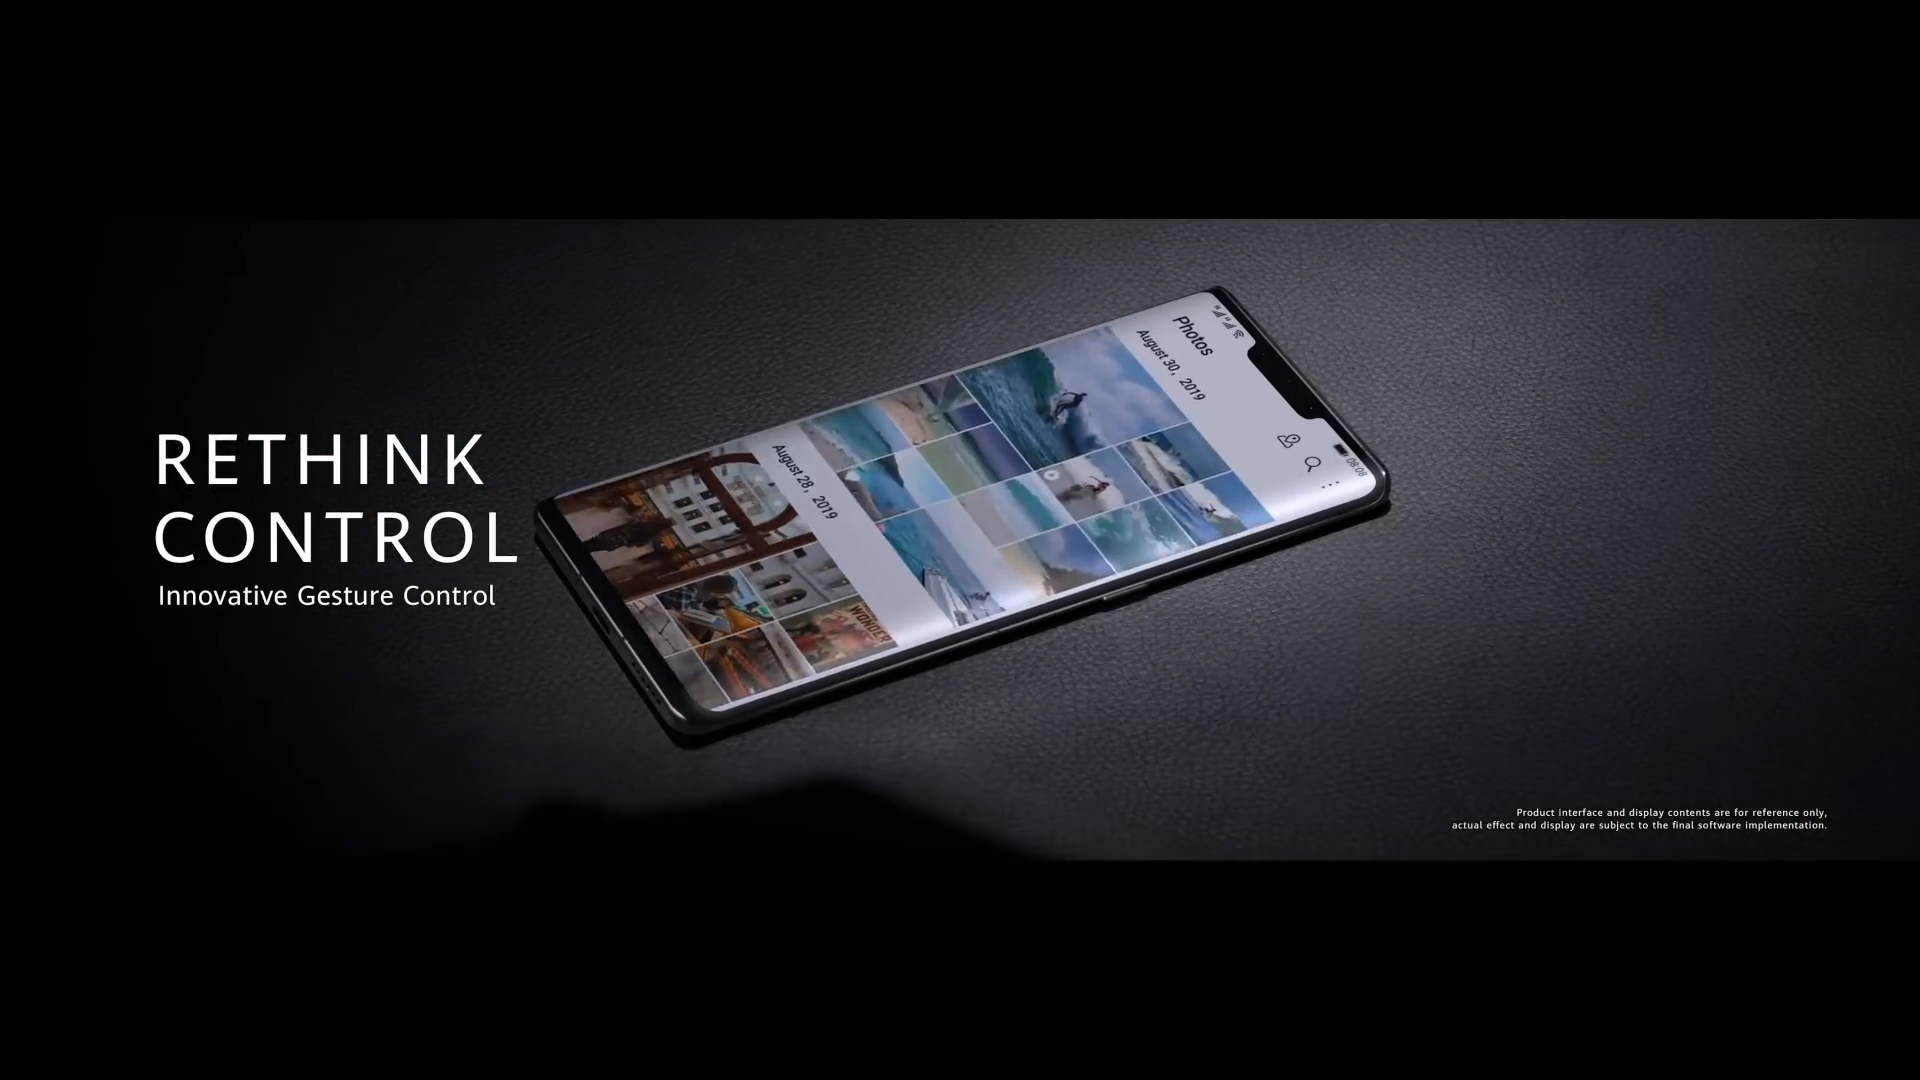 RETHINK
CONTROL
Innovative Gesture Control
Photos
August 30, 2019
08:08
August 28, 2019
WONDER
Product interface and display contents are for reference only,
actual effect and display are subject to the final software implementation.